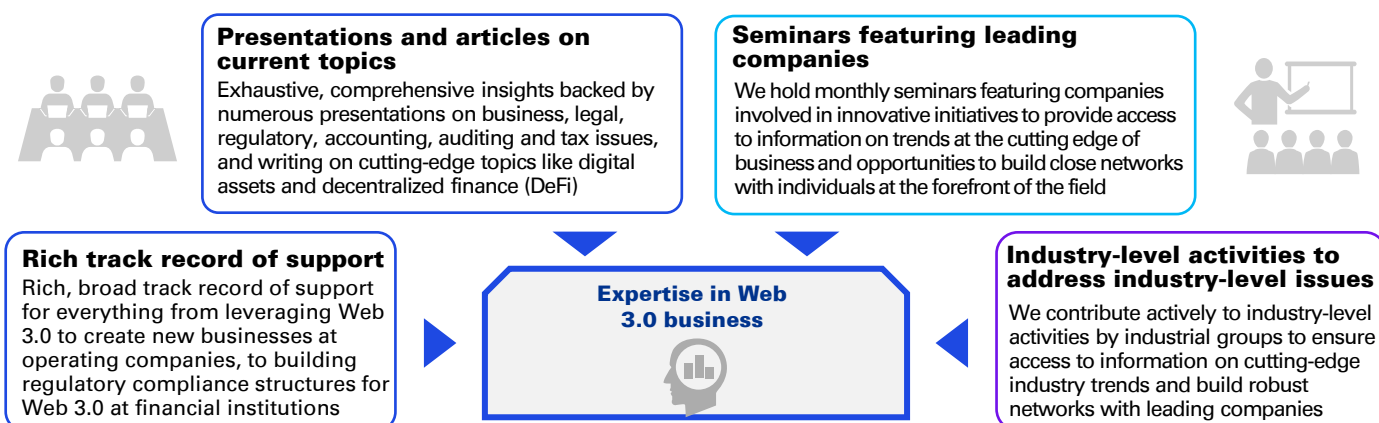 Presentations and articles on
current topics
Exhaustive, comprehensive insights backed by
numerous presentations on business, legal,
regulatory, accounting, auditing and tax issues,
and writing on cutting-edge topics like digital
assets and decentralized finance (DeFi)
Seminars featuring leading
companies
We hold monthly seminars featuring companies
involved in innovative initiatives to provide access
to information on trends at the cutting edge of
business and opportunities to build close networks
with individuals at the forefront of the field
Rich track record of support
Rich, broad track record of support
for everything from leveraging Web
3.0 to create new businesses at
operating companies, to building
regulatory compliance structures for
Web 3.0 at financial institutions
Expertise in Web
3.0 business
Industry-level activities to
address industry-level issues
We contribute actively to industry-level
activities by industrial groups to ensure
access to information on cutting-edge
industry trends and build robust
networks with leading companies